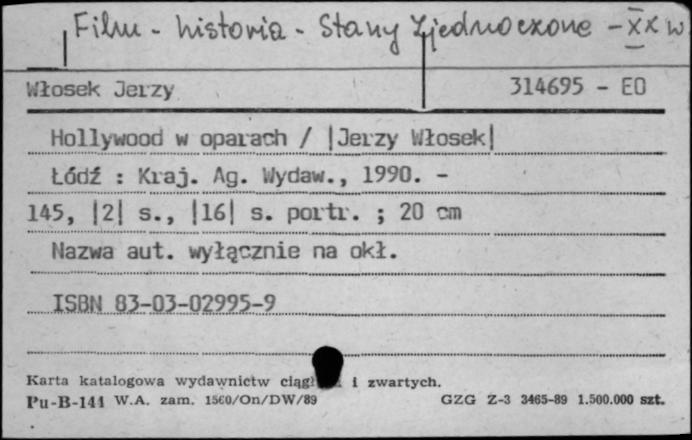 Film - historia - Stany Zjednoczone - XX w
Włosek Jerzy 314695 - EO
Hollywood w oparach / |Jerzy Włosek|
Łódź : Kraj. Ag. Wydaw., 1990. -
145, |2| s., |16| s. portr. ; 20 cm
Nazwa aut. wyłącznie na okł.
ISBN 83-03-02995-9
Karta katalogowa wydawnictw i zwartych.
Pu-B-144 W.A. zam. 1560/On/DW/89 GZG Z-3 3465-89 1.500.000 szt.